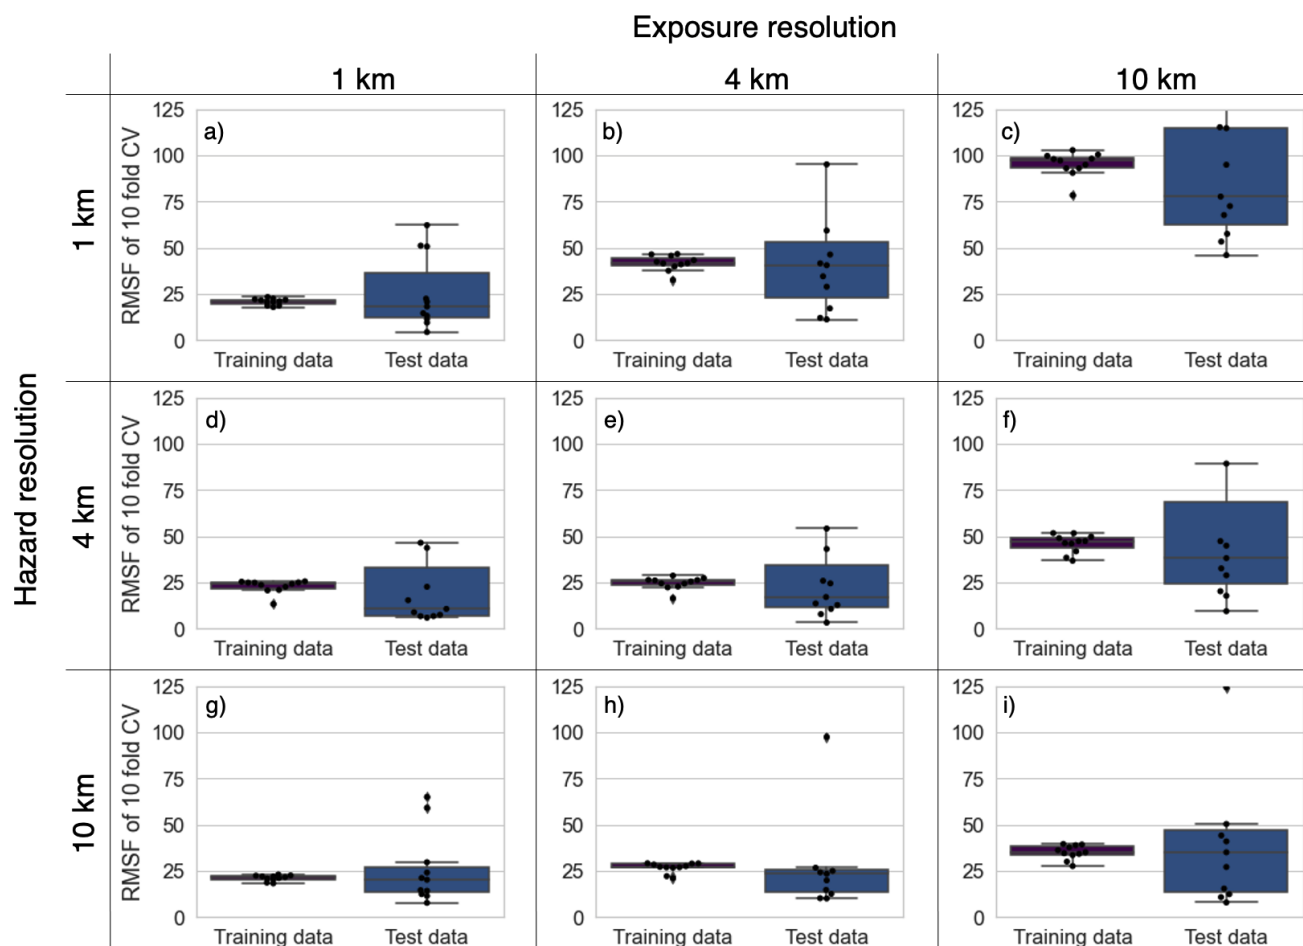 Exposure resolution
1 km 4 km 10 km
Hazard resolution
1 km
RMSF of 10 fold CV
a)
125
100
75
50
25
0
Training data Test data
b)
125
100
75
50
25
0
Training data Test data
c)
125
100
75
50
25
0
Training data Test data
4 km
RMSF of 10 fold CV
d)
125
100
75
50
25
0
Training data Test data
e)
125
100
75
50
25
0
Training data Test data
f)
125
100
75
50
25
0
Training data Test data
10 km
RMSF of 10 fold CV
g)
125
100
75
50
25
0
Training data Test data
h)
125
100
75
50
25
0
Training data Test data
i)
125
100
75
50
25
0
Training data Test data